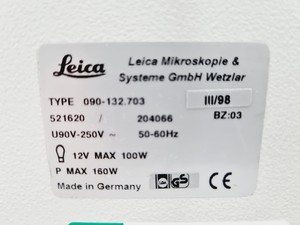 Leica
Leica Mikroskopie &
Systeme GmbH Wetzlar
TYPE 090-132.703
III/98
521620 / 204066
BZ:03
U90V-250V ~ 50-60Hz
12V MAX 100W
P MAX 160W
Made in Germany
GS